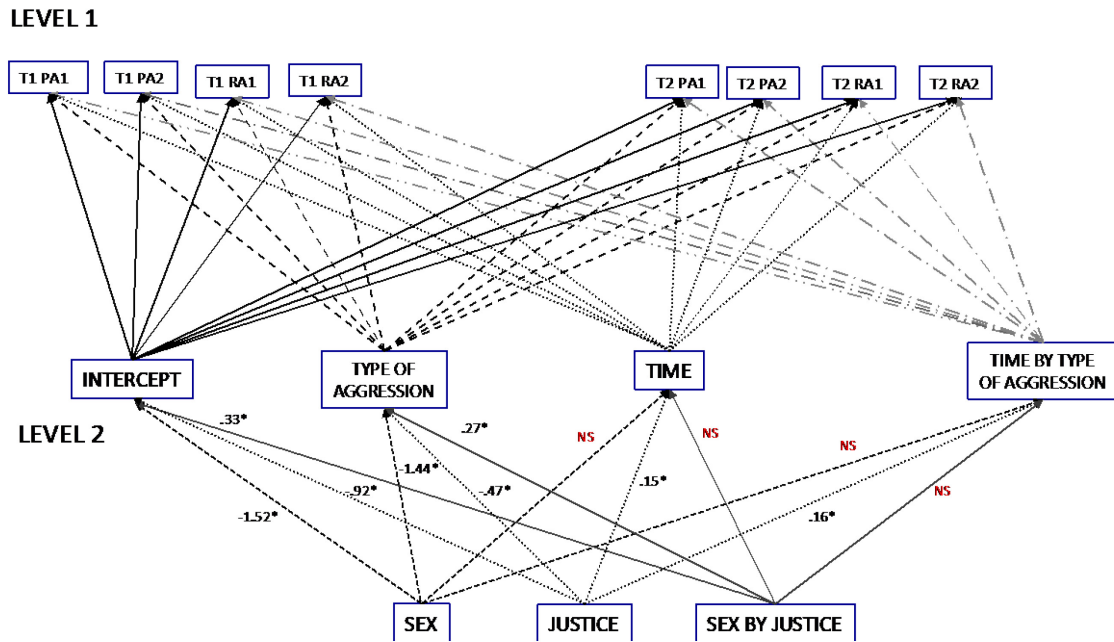 LEVEL 1
T1 PA1
T1 PA2
T1 RA1
T1 RA2
T2 PA1
T2 PA2
T2 RA1
T2 RA2
INTERCEPT
TYPE OF
AGGRESSION
TIME
TIME BY TYPE
OF AGGRESSION
LEVEL 2
.33*
.27*
NS
NS
NS
-1.44*
-.47*
.15*
-.92*
NS
-1.52*
.16*
SEX
JUSTICE
SEX BY JUSTICE